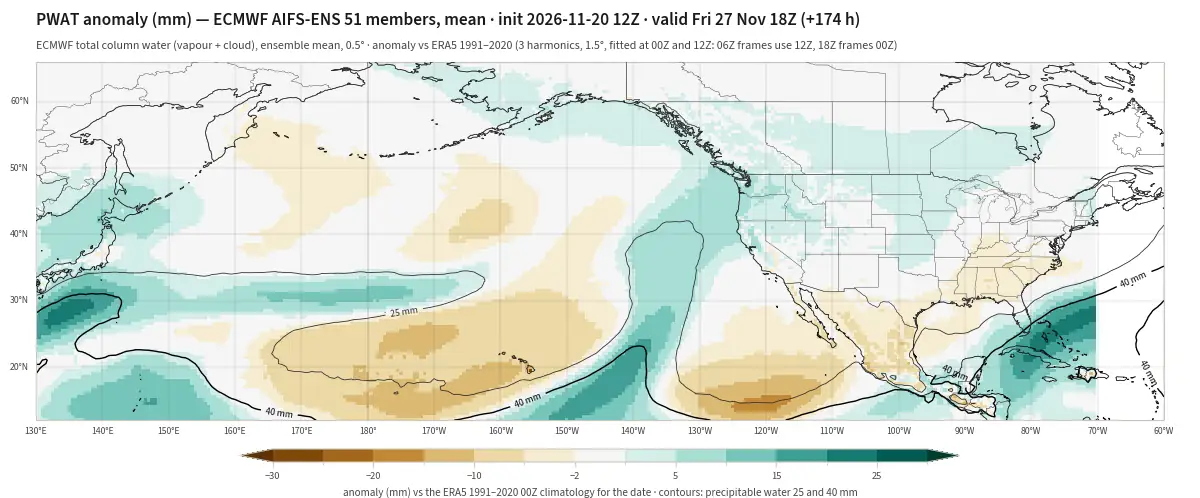 PWAT anomaly (mm) — ECMWF AIFS-ENS 51 members, mean · init 2026-11-20 12Z · valid Fri 27 Nov 18Z (+174 h)
ECMWF total column water (vapour + cloud), ensemble mean, 0.5° · anomaly vs ERA5 1991–2020 (3 harmonics, 1.5°, fitted at 00Z and 12Z: 06Z frames use 12Z, 18Z frames 00Z)
60°N
50°N
40°N
30°N
20°N
25 mm
40 mm
40 mm
40 mm
40 mm
40 mm
130°E 140°E 150°E 160°E 170°E 180° 170°W 160°W 150°W 140°W 130°W 120°W 110°W 100°W 90°W 80°W 70°W 60°W
−30 −20 −10 −2 5 15 25
anomaly (mm) vs the ERA5 1991–2020 00Z climatology for the date · contours: precipitable water 25 and 40 mm